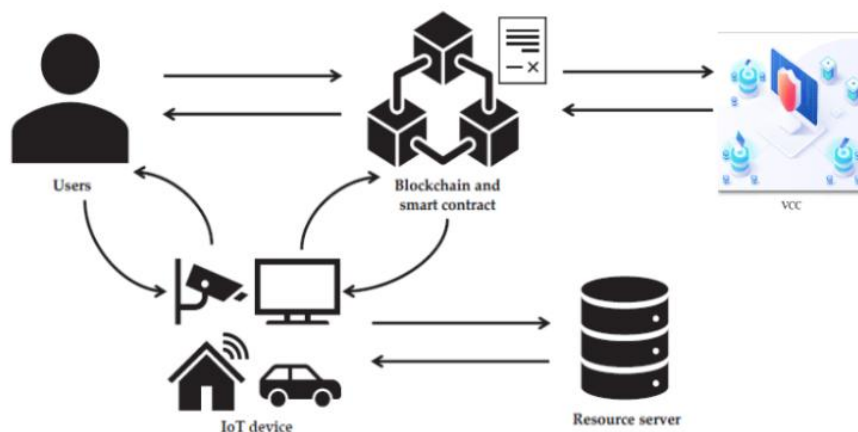 Users
Blockchain and
smart contract
VCC
IoT device
Resource server